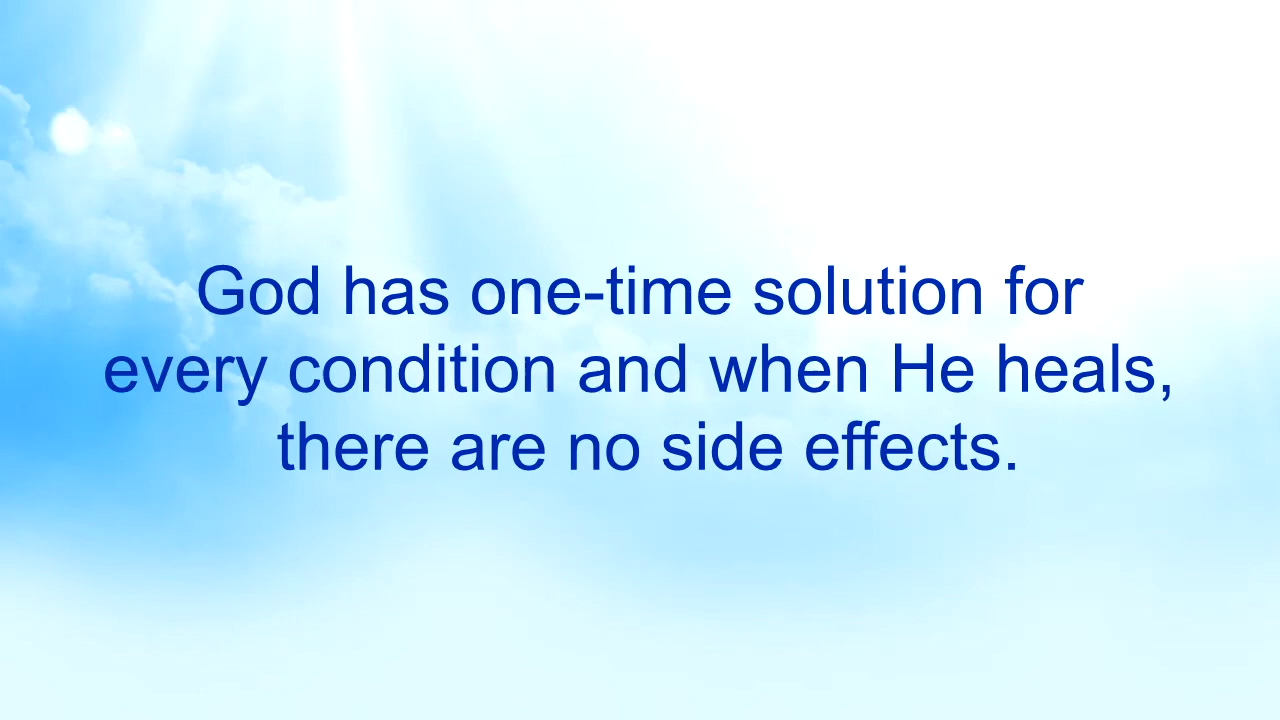 God has one-time solution for
every condition and when He heals,
there are no side effects.